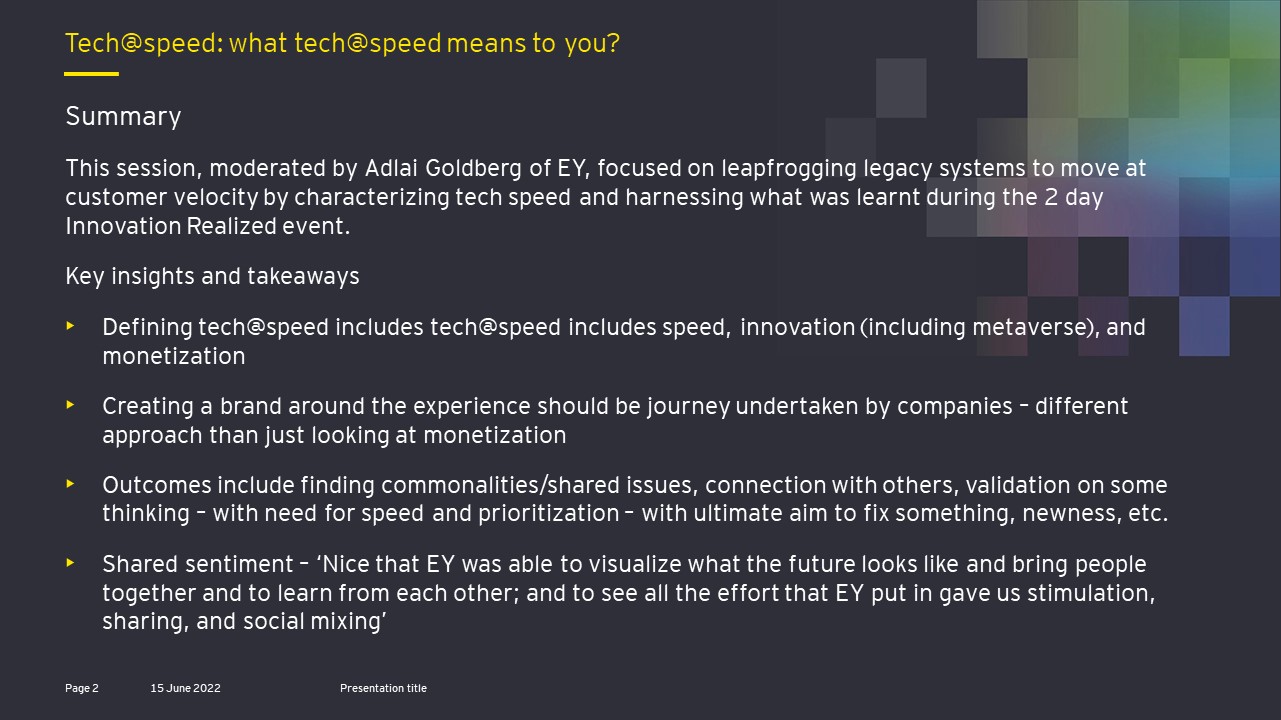 Tech@speed: what tech@speed means to you?
Summary
This session, moderated by Adlai Goldberg of EY, focused on leapfrogging legacy systems to move at
customer velocity by characterizing tech speed and harnessing what was learnt during the 2 day
Innovation Realized event.
Key insights and takeaways
Defining tech@speed includes tech@speed includes speed, innovation (including metaverse), and
monetization
Creating a brand around the experience should be journey undertaken by companies – different
approach than just looking at monetization
Outcomes include finding commonalities/shared issues, connection with others, validation on some
thinking – with need for speed and prioritization – with ultimate aim to fix something, newness, etc.
Shared sentiment – ‘Nice that EY was able to visualize what the future looks like and bring people
together and to learn from each other; and to see all the effort that EY put in gave us stimulation,
sharing, and social mixing’
Page 2 15 June 2022 Presentation title